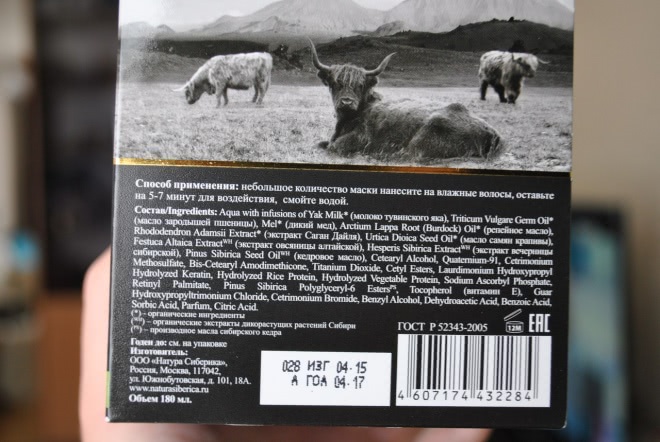 Способ применения: небольшое количество маски нанесите на влажные волосы, оставьте
на 5-7 минут для воздействия, смойте водой.
Состав/Ingredients: Aqua with infusions of Yak Milk* (молоко тувинского яка), Triticum Vulgare Germ Oil*
(масло зародышей пшеницы), Mel* (дикий мед), Arctium Lappa Root (Burdock) Oil* (репейное масло),
Rhododendron Adamsii Extract* (экстракт Саган Дайля), Urtica Dioica Seed Oil* (масло семян крапивы),
Festuca Altaica Extractᵂᴴ (экстракт овсяницы алтайской), Hesperis Sibirica Extractᵂᴴ (экстракт вечерницы
сибирской), Pinus Sibirica Seed Oilᵂᴴ (кедровое масло), Cetearyl Alcohol, Quaternium-91, Cetrimonium
Methosulfate, Bis-Cetearyl Amodimethicone, Titanium Dioxide, Cetyl Esters, Laurdimonium Hydroxypropyl
Hydrolyzed Keratin, Hydrolyzed Rice Protein, Hydrolyzed Vegetable Protein, Sodium Ascorbyl Phosphate,
Retinyl Palmitate, Pinus Sibirica Polyglyceryl-6 Esters⁽ᵖˢ⁾, Tocopherol (витамин Е), Guar
Hydroxypropyltrimonium Chloride, Cetrimonium Bromide, Benzyl Alcohol, Dehydroacetic Acid, Benzoic Acid,
Sorbic Acid, Parfum, Citric Acid.
(*) – органические ингредиенты
(ᵂᴴ) – органические экстракты дикорастущих растений Сибири
– производное масла сибирского кедра
Годен до: см. на упаковке
Изготовитель:
ООО «Натура Сиберика»,
Россия, Москва, 117042,
ул. Южнобутовская, д. 101, 18А.
www.naturasiberica.ru
Объем 180 мл.
028 ИЗГ 04.15
А ГОД 04.17
ГОСТ Р 52343-2005
12M
EAC
4 607174 432284